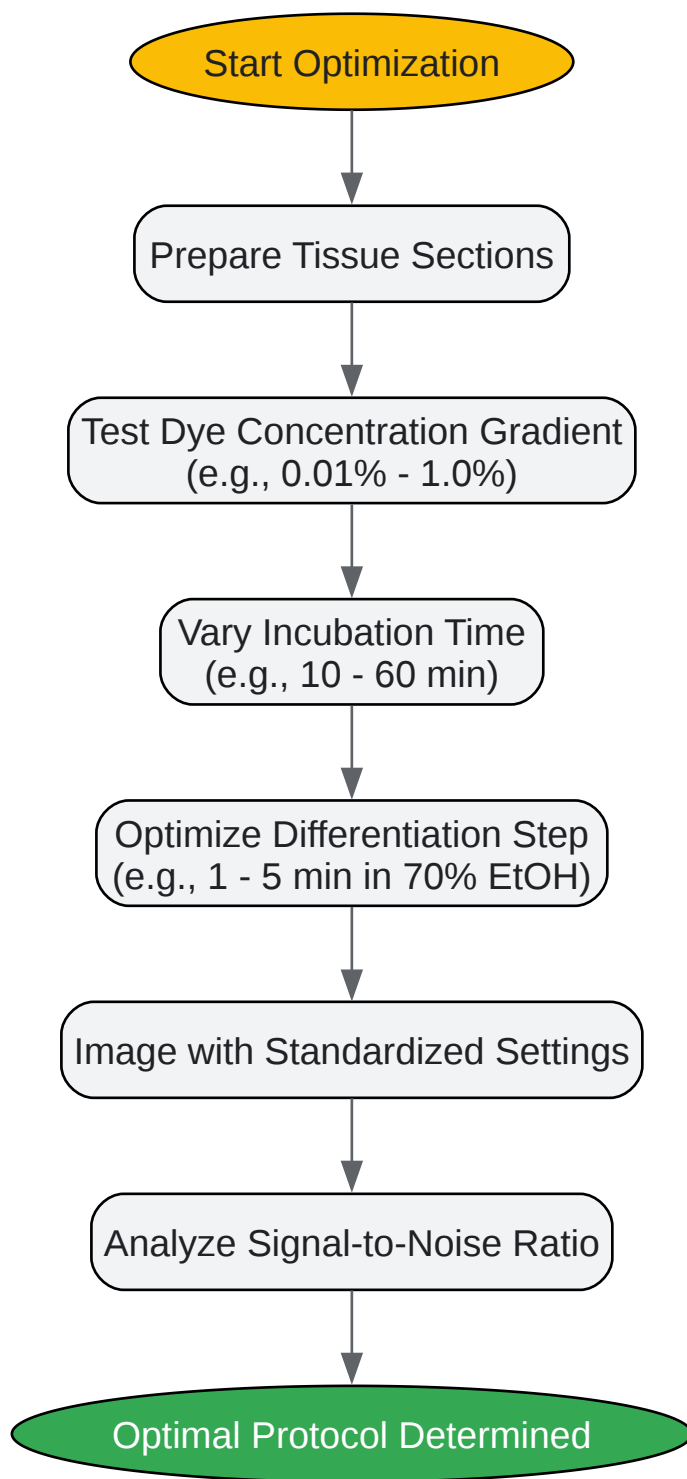 Start Optimization
Prepare Tissue Sections
Test Dye Concentration Gradient
(e.g., 0.01% - 1.0%)
Vary Incubation Time
(e.g., 10 - 60 min)
Optimize Differentiation Step
(e.g., 1 - 5 min in 70% EtOH)
Image with Standardized Settings
Analyze Signal-to-Noise Ratio
Optimal Protocol Determined